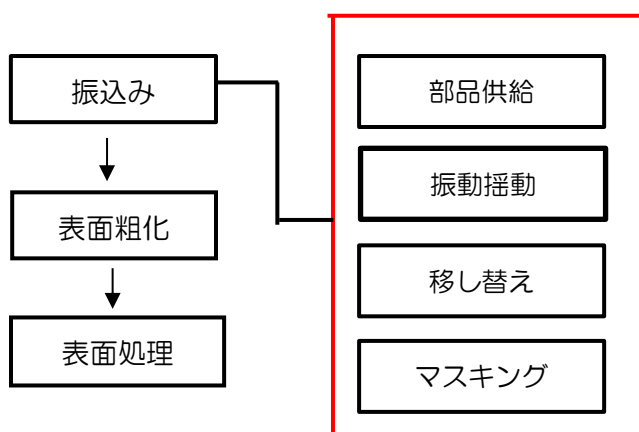 振込み
表面粗化
表面処理
部品供給
振動揺動
移し替え
マスキング